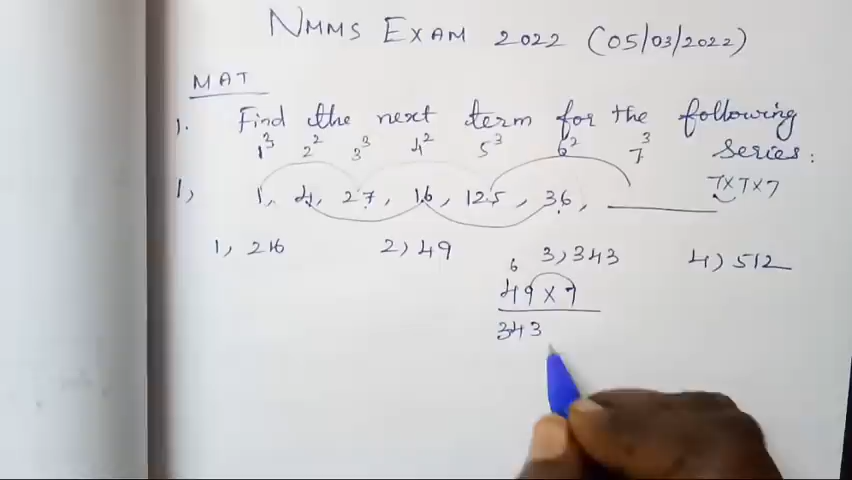 NMMS EXAM 2022 (05/03/2022)
MAT
1. Find the next term for the following
series:
1³ 2² 3³ 4² 5³ 6² 7³
7×7×7
1, 1, 4, 27, 16, 125, 36, ______
1) 216 2) 49 3) 343 4) 512
6
49 × 7
343